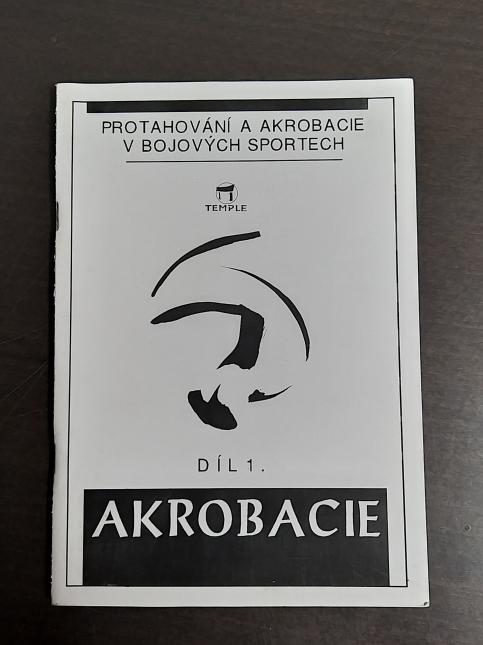 PROTAHOVÁNÍ A AKROBACIE
V BOJOVÝCH SPORTECH
TEMPLE
DÍL 1.
AKROBACIE